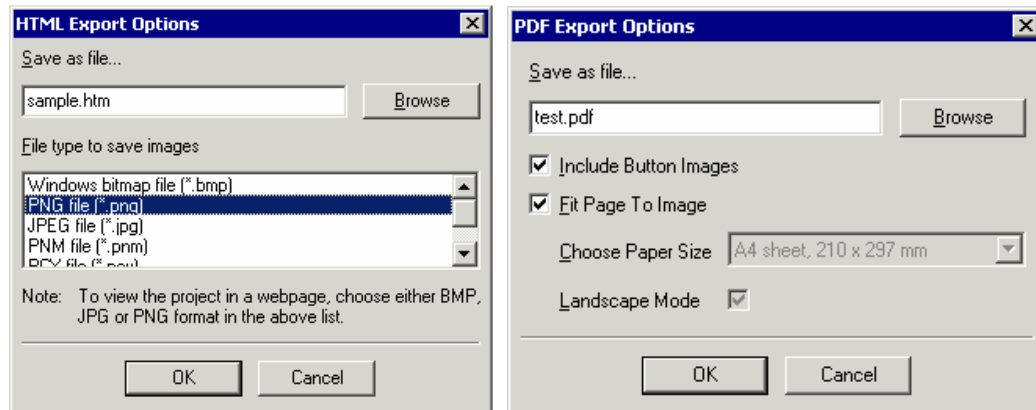 HTML Export Options
Save as file...
sample.htm
Browse
File type to save images
Windows bitmap file (*.bmp)
PNG file (*.png)
JPEG file (*.jpg)
PNM file (*.pnm)
Note: To view the project in a webpage, choose either BMP,
JPG or PNG format in the above list.
OK Cancel
PDF Export Options
Save as file...
test.pdf
Browse
Include Button Images
Fit Page To Image
Choose Paper Size A4 sheet, 210 x 297 mm
Landscape Mode
OK Cancel